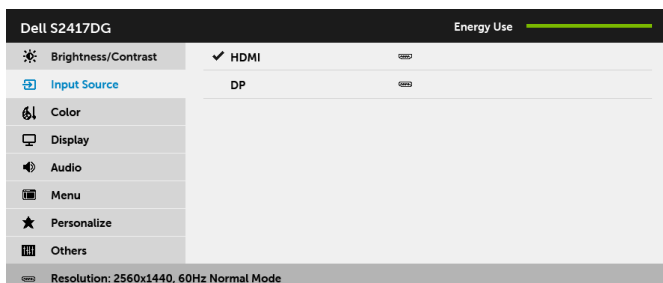 Dell S2417DG Energy Use
Brightness/Contrast ✔ HDMI
Input Source DP
Color
Display
Audio
Menu
Personalize
Others
Resolution: 2560x1440, 60Hz Normal Mode